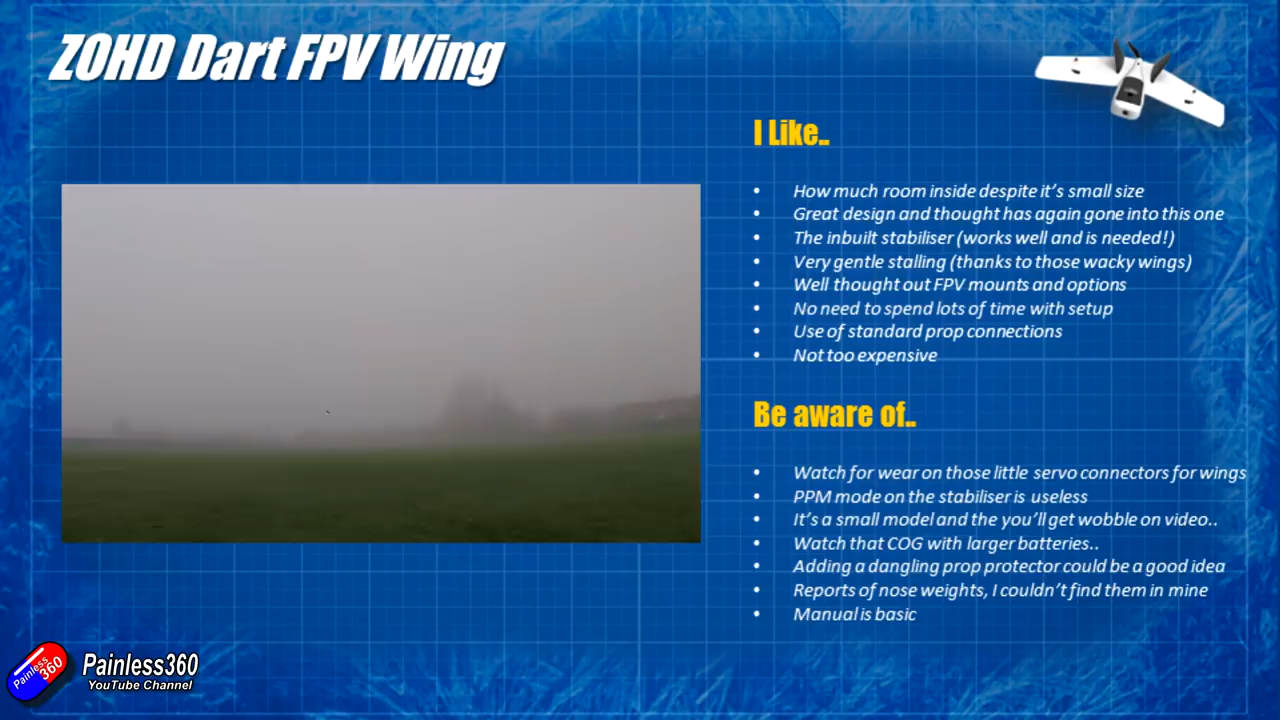 ZOHD Dart FPV Wing
I Like..
• How much room inside despite it's small size
• Great design and thought has again gone into this one
• The inbuilt stabiliser (works well and is needed!)
• Very gentle stalling (thanks to those wacky wings)
• Well thought out FPV mounts and options
• No need to spend lots of time with setup
• Use of standard prop connections
• Not too expensive
Be aware of..
• Watch for wear on those little servo connectors for wings
• PPM mode on the stabiliser is useless
• It's a small model and the you'll get wobble on video..
• Watch that COG with larger batteries..
• Adding a dangling prop protector could be a good idea
• Reports of nose weights, I couldn't find them in mine
• Manual is basic
Painless
360
Painless360
YouTube Channel